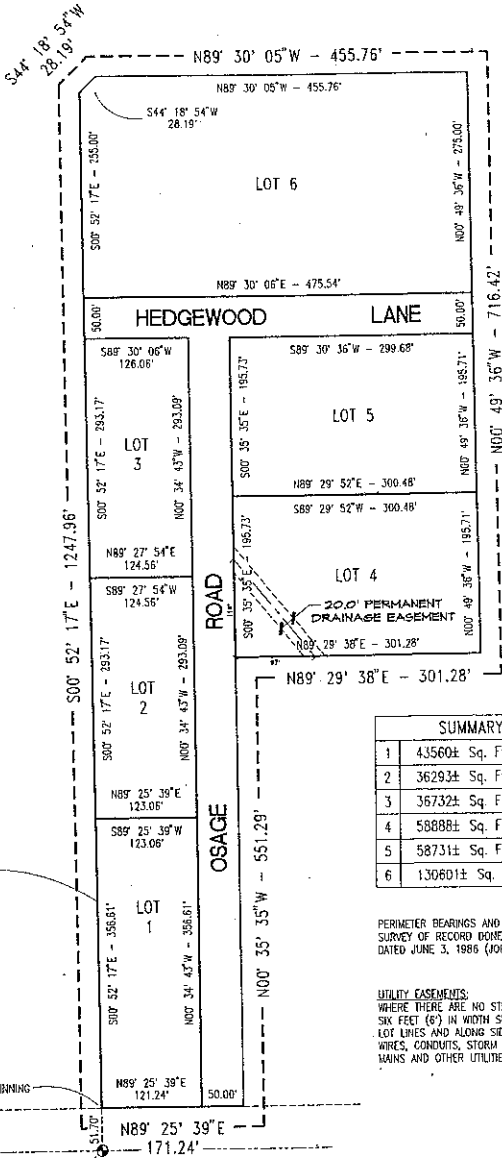 S44° 18' 54"W
28.19'
N89° 30' 05"W - 455.76'
N89° 30' 05"W - 455.76'
S44° 18' 54"W
28.19'
S00° 52' 17"E - 255.00'
LOT 6
N00° 49' 36"W - 275.00'
N89° 30' 06"E - 475.54'
50.00'
HEDGEWOOD LANE
50.00'
S89° 30' 06"W
126.06'
S89° 30' 36"W - 299.68'
S00° 52' 17"E - 293.17'
LOT
3
N00° 34' 43"W - 293.09'
S00° 35' 35"E - 195.73'
LOT 5
N00° 49' 36"W - 195.71'
N00° 49' 36"W - 716.42'
N89° 27' 54"E
124.56'
N89° 29' 52"E - 300.48'
S89° 27' 54"W
124.56'
S89° 29' 52"W - 300.48'
S00° 52' 17"E - 1247.96'
S00° 52' 17"E - 293.17'
LOT
2
N00° 34' 43"W - 293.09'
OSAGE ROAD
S00° 35' 35"E - 195.73'
LOT 4
N00° 49' 36"W - 195.71'
20.0' PERMANENT
DRAINAGE EASEMENT
N89° 29' 38"E - 301.28'
N89° 29' 38"E - 301.28'
N89° 25' 39"E
123.06'
S89° 25' 39"W
123.06'
S00° 52' 17"E - 356.61'
LOT
1
N00° 34' 43"W - 356.61'
N00° 35' 35"W - 551.29'
N89° 25' 39"E
121.24'
50.00'
INNING
51.70'
N89° 25' 39"E
171.24'
SUMMARY
1 43560± Sq. F
2 36293± Sq. F
3 36732± Sq. F
4 58888± Sq. F
5 58731± Sq. F
6 130601± Sq.
PERIMETER BEARINGS AND
SURVEY OF RECORD DONE
DATED JUNE 3, 1986 (JO
UTILITY EASEMENTS:
WHERE THERE ARE NO ST
SIX FEET (6') IN WIDTH S
LOT LINES AND ALONG SID
WIRES, CONDUITS, STORM
MAINS AND OTHER UTILITIE